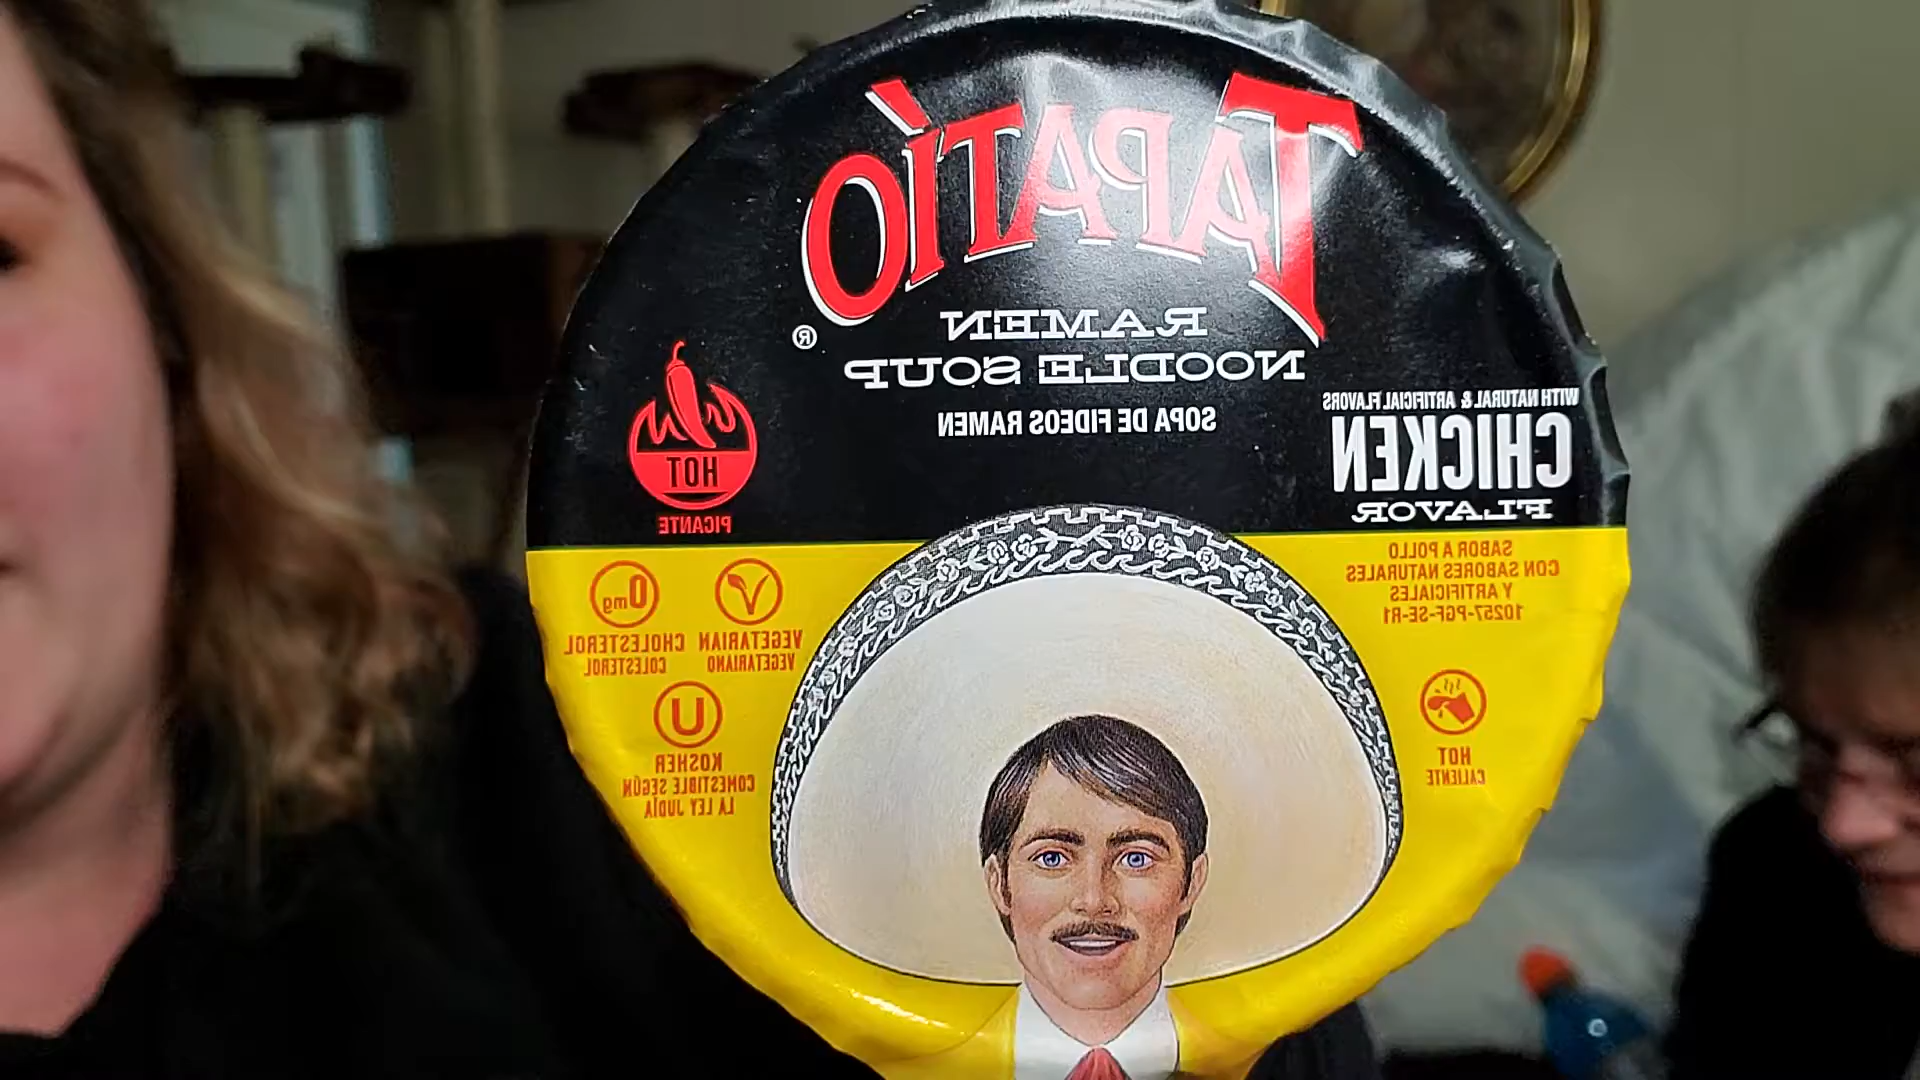 TAPATÍO
®
RAMEN
NOODLE SOUP
SOPA DE FIDEOS RAMEN
WITH NATURAL & ARTIFICIAL FLAVORS
CHICKEN
FLAVOR
SABOR A POLLO
CON SABORES NATURALES
Y ARTIFICIALES
10257-PGF-SE-R1
HOT
PICANTE
VEGETARIAN
VEGETARIANO
0mg
CHOLESTEROL
COLESTEROL
U
KOSHER
COMESTIBLE SEGÚN
LA LEY JUDÍA
HOT
CALIENTE